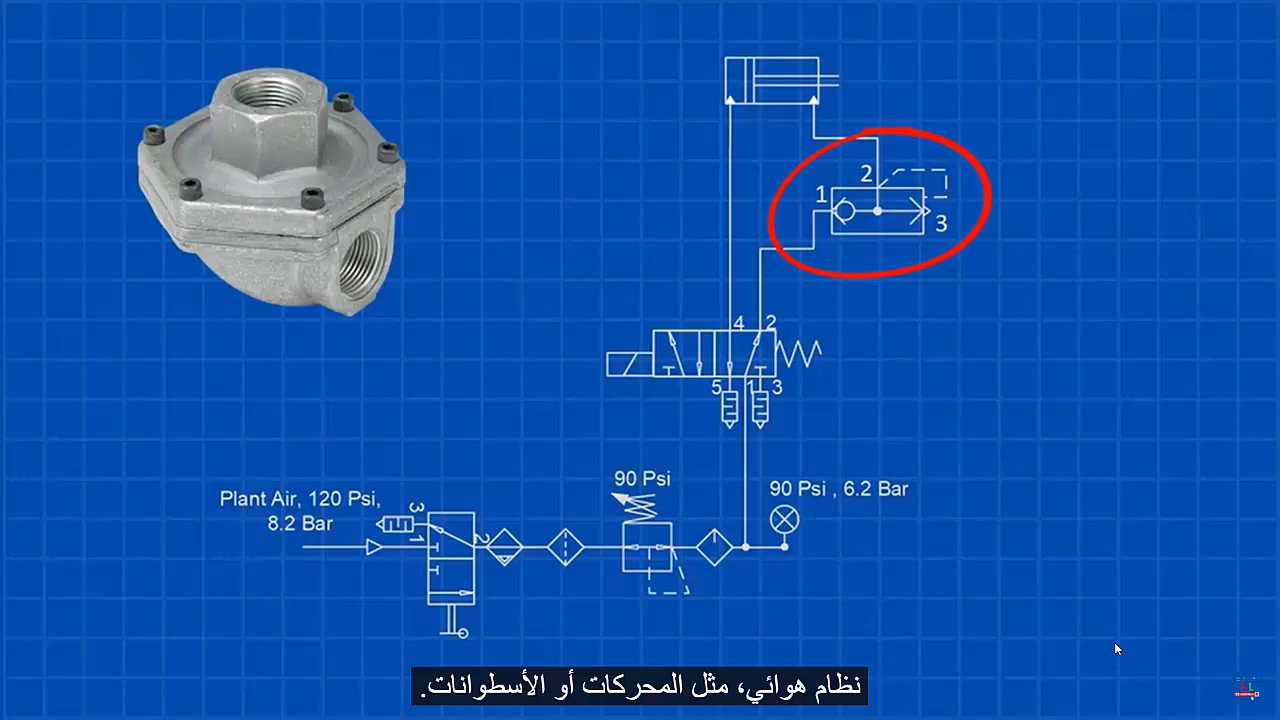 2
1
3
4 2
5 1 3
90 Psi
90 Psi , 6.2 Bar
Plant Air, 120 Psi,
8.2 Bar
3
1
2
نظام هوائي، مثل المحركات أو الأسطوانات.